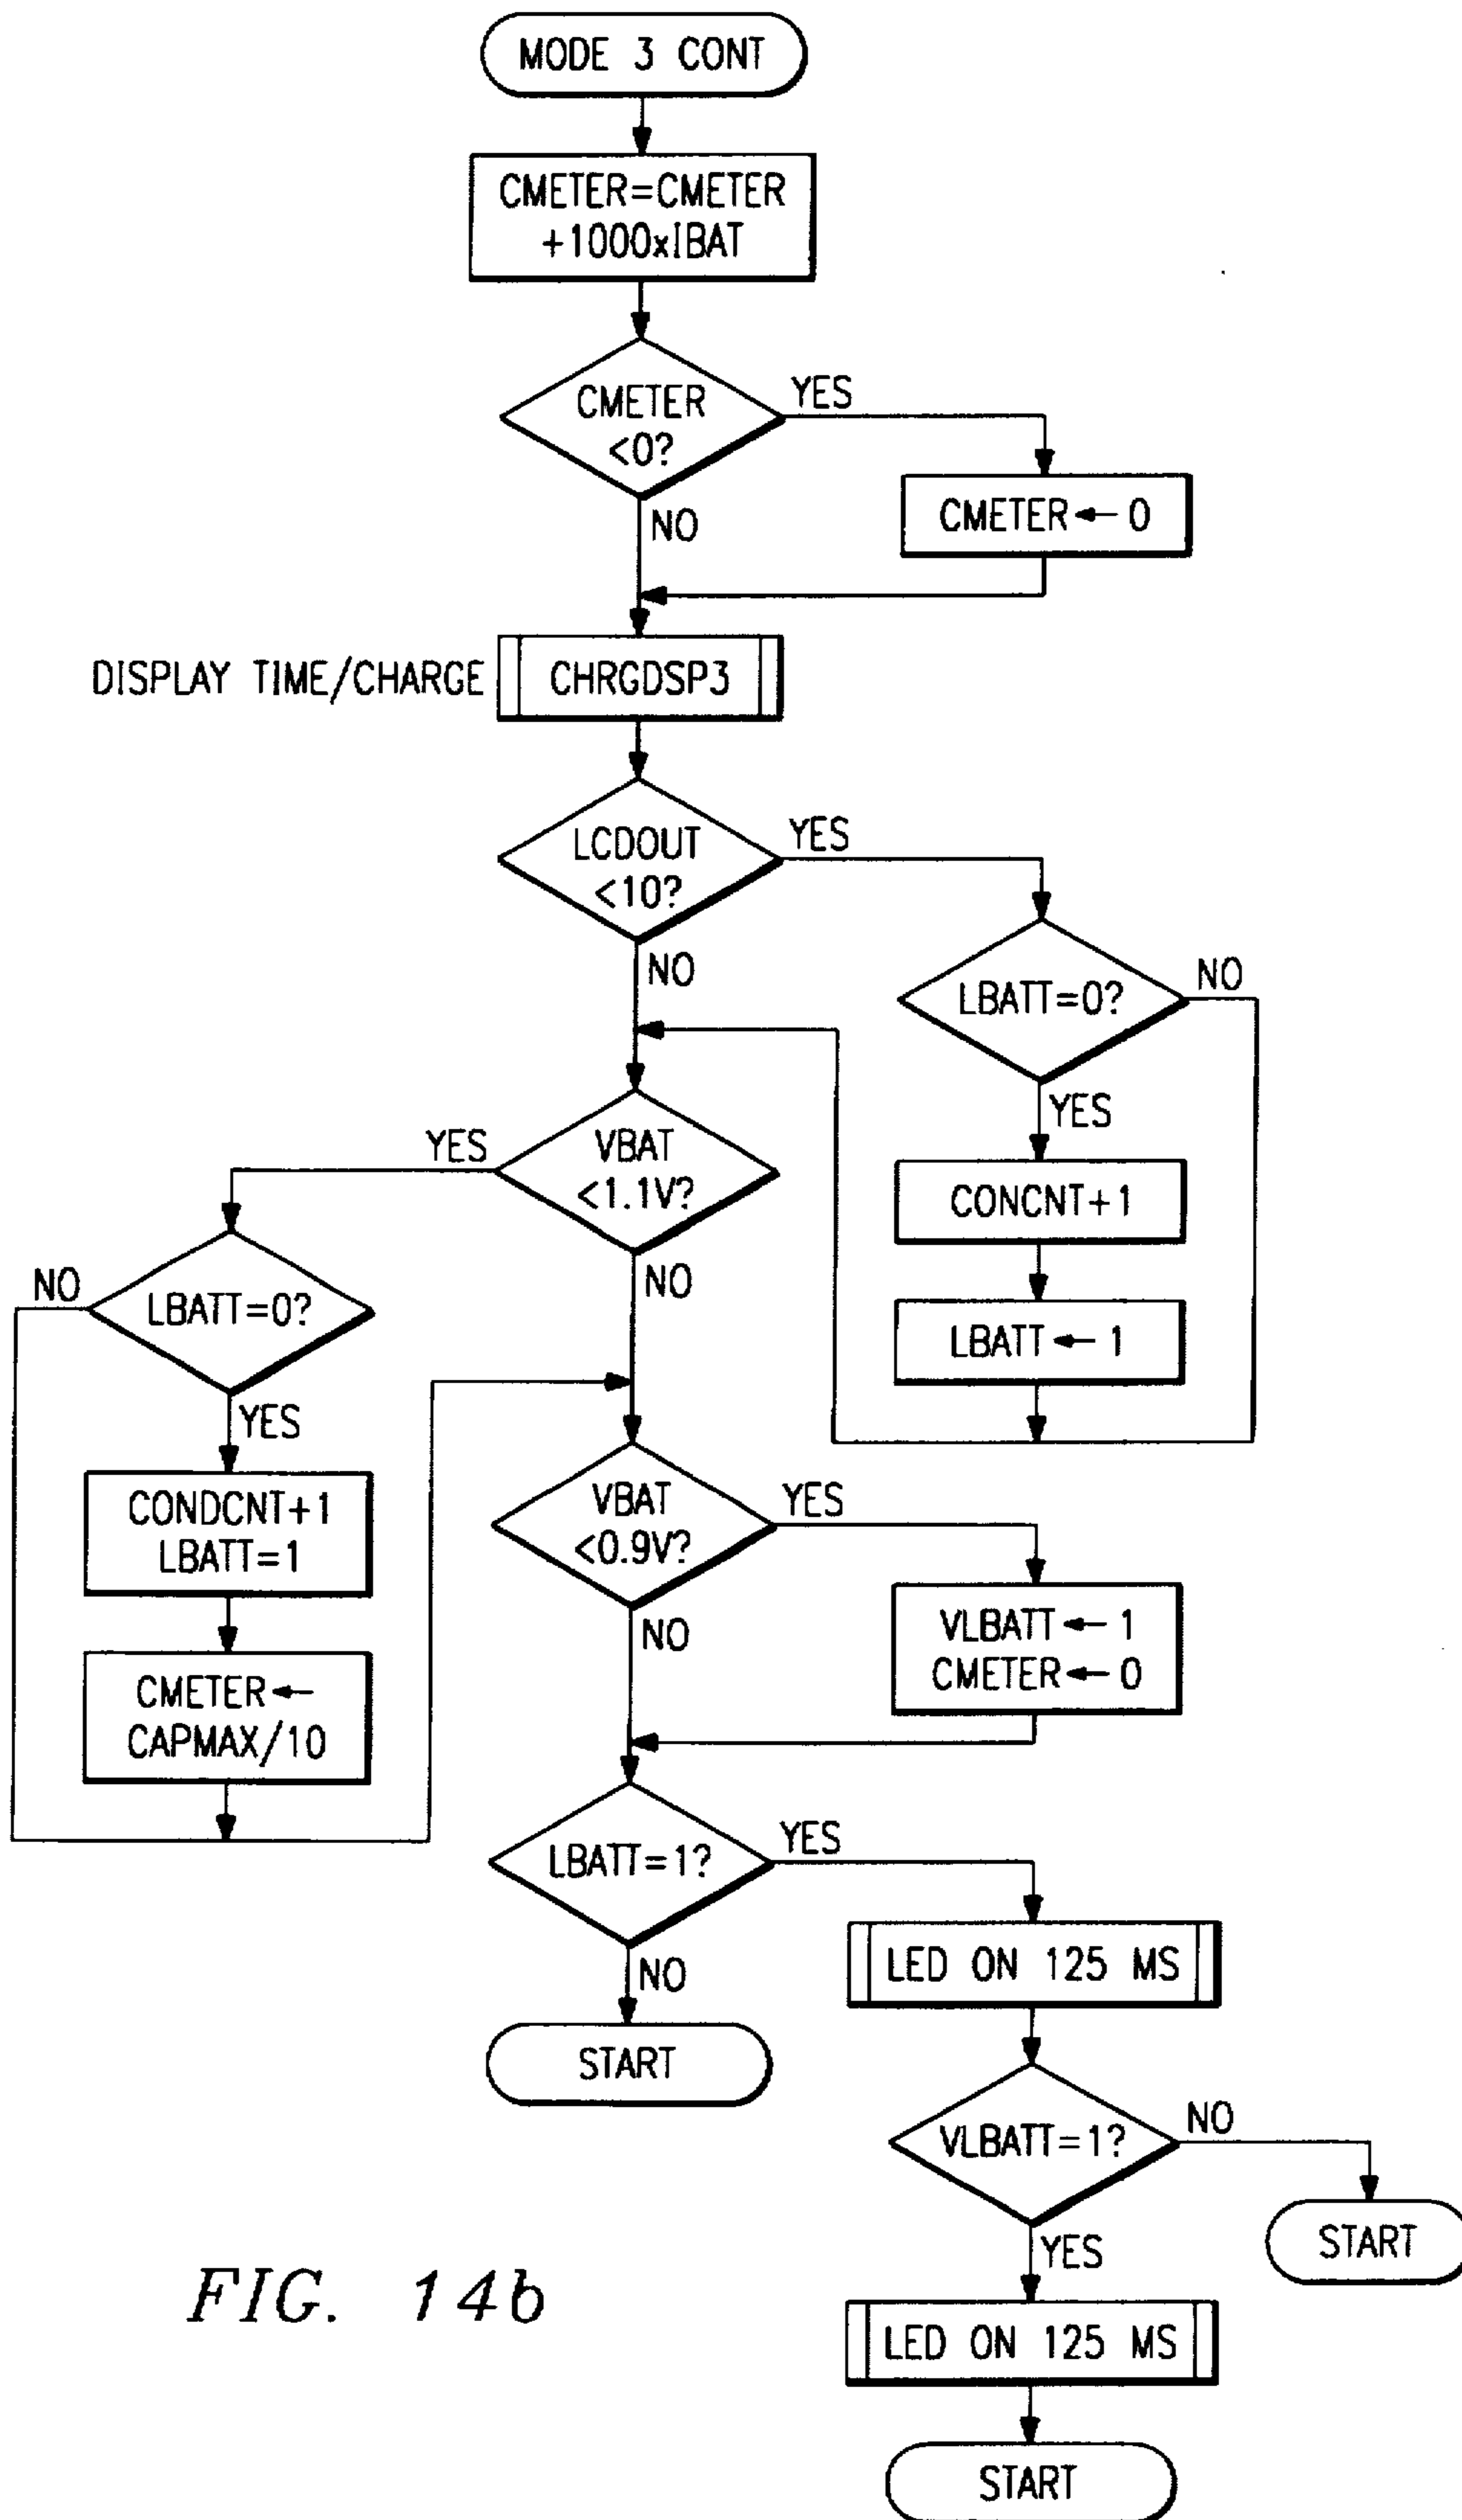 MODE 3 CONT
CMETER=CMETER
+1000xIBAT
CMETER
<0?
YES
NO
CMETER← 0
DISPLAY TIME/CHARGE
CHRGDSP3
LCDOUT
<10?
YES
NO
LBATT=0?
NO
YES
CONCNT+1
LBATT← 1
VBAT
<1.1V?
YES
NO
LBATT=0?
NO
YES
CONDCNT+1
LBATT=1
CMETER←
CAPMAX/10
VBAT
<0.9V?
YES
NO
VLBATT← 1
CMETER← 0
LBATT=1?
YES
NO
START
LED ON 125 MS
VLBATT=1?
NO
START
YES
LED ON 125 MS
START
FIG. 14b